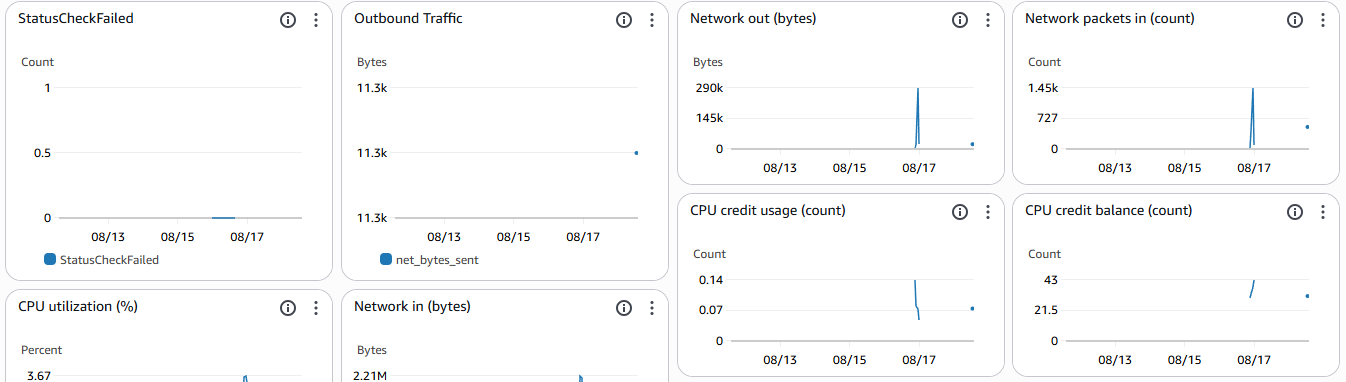 StatusCheckFailed
Count
1
0.5
0
08/13 08/15 08/17
StatusCheckFailed
Outbound Traffic
Bytes
11.3k
11.3k
11.3k
08/13 08/15 08/17
net_bytes_sent
Network out (bytes)
Bytes
290k
145k
0
08/13 08/15 08/17
Network packets in (count)
Count
1.45k
727
0
08/13 08/15 08/17
CPU credit usage (count)
Count
0.14
0.07
0
08/13 08/15 08/17
CPU credit balance (count)
Count
43
21.5
0
08/13 08/15 08/17
CPU utilization (%)
Percent
3.67
Network in (bytes)
Bytes
2.21M